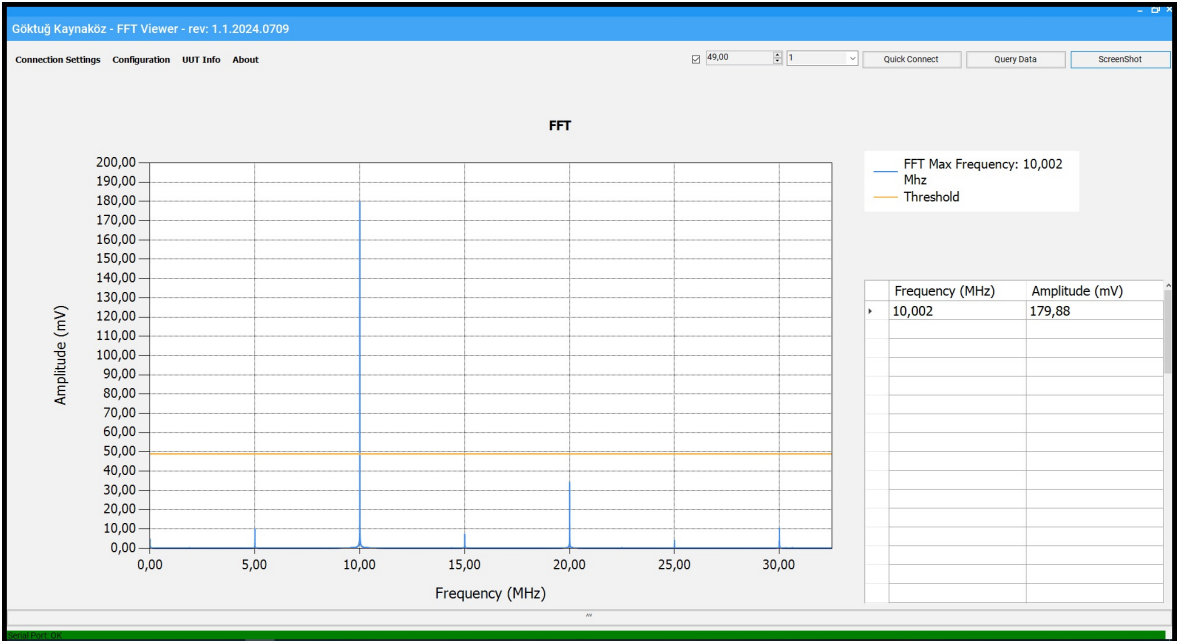 Göktuğ Kaynaköz - FFT Viewer - rev: 1.1.2024.0709
Connection Settings Configuration UUT Info About 49,00 1 Quick Connect Query Data ScreenShot
FFT
FFT Max Frequency: 10,002
Mhz
Threshold
200,00
190,00
180,00
170,00
160,00
150,00
140,00
130,00
120,00
110,00
100,00
90,00
80,00
70,00
60,00
50,00
40,00
30,00
20,00
10,00
0,00
Amplitude (mV)
0,00 5,00 10,00 15,00 20,00 25,00 30,00
Frequency (MHz)
Frequency (MHz) Amplitude (mV)
10,002 179,88
Serial Port: OK